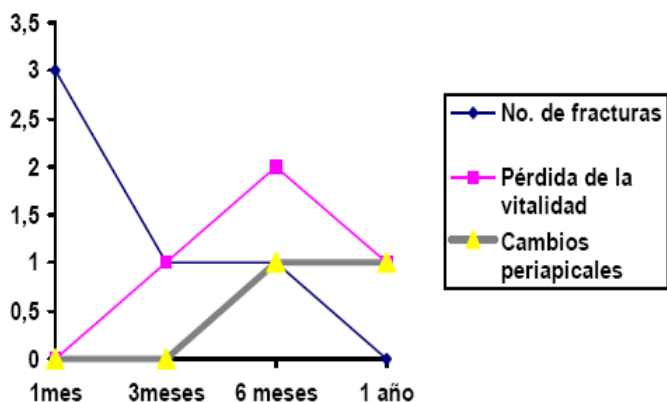 3,5
3
2,5
2
1,5
1
0,5
0
1mes 3meses 6 meses 1 año
No. de fracturas
Pérdida de la
vitalidad
Cambios
periapicales